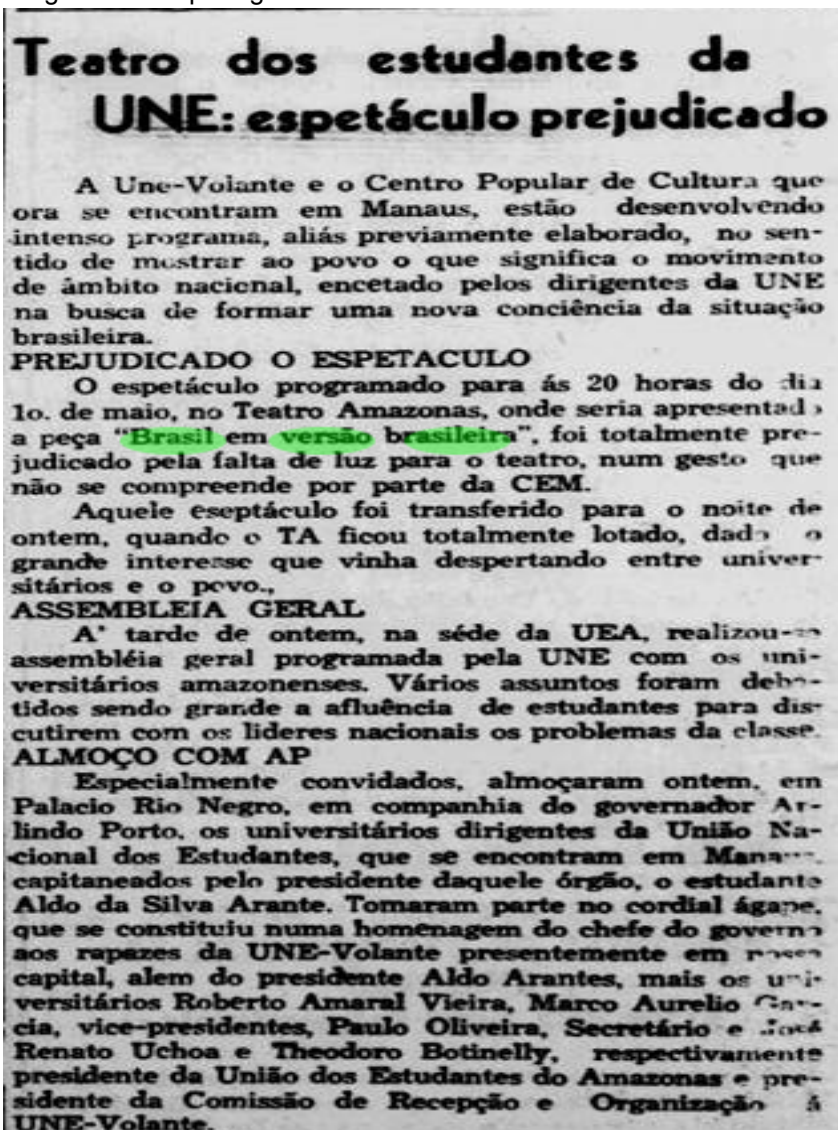 Teatro dos estudantes da
UNE: espetáculo prejudicado
A Une-Volante e o Centro Popular de Cultura que
ora se encontram em Manaus, estão desenvolvendo
intenso programa, aliás previamente elaborado, no sen-
tido de mostrar ao povo o que significa o movimento
de âmbito nacional, encetado pelos dirigentes da UNE
na busca de formar uma nova conciência da situação
brasileira.
PREJUDICADO O ESPETACULO
O espetáculo programado para ás 20 horas do dia
1o. de maio, no Teatro Amazonas, onde seria apresentada
a peça "Brasil em versão brasileira", foi totalmente pre-
judicado pela falta de luz para o teatro, num gesto que
não se compreende por parte da CEM.
Aquele eseptáculo foi transferido para o noite de
ontem, quando o TA ficou totalmente lotado, dado o
grande interesse que vinha despertando entre univer-
sitários e o povo.,
ASSEMBLEIA GERAL
A' tarde de ontem, na séde da UEA, realizou-se
assembléia geral programada pela UNE com os uni-
versitários amazonenses. Vários assuntos foram deba-
tidos sendo grande a afluência de estudantes para dis-
cutirem com os lideres nacionais os problemas da classe.
ALMOÇO COM AP
Especialmente convidados, almoçaram ontem, em
Palacio Rio Negro, em companhia do governador Ar-
lindo Porto, os universitários dirigentes da União Na-
cional dos Estudantes, que se encontram em Manaus,
capitaneados pelo presidente daquele órgão, o estudante
Aldo da Silva Arante. Tomaram parte no cordial ágape,
que se constituiu numa homenagem do chefe do governo
aos rapazes da UNE-Volante presentemente em nossa
capital, alem do presidente Aldo Arantes, mais os uni-
versitários Roberto Amaral Vieira, Marco Aurelio Gar-
cia, vice-presidentes, Paulo Oliveira, Secretário e José
Renato Uchoa e Theodoro Botinelly, respectivamente
presidente da União dos Estudantes do Amazonas e pre-
sidente da Comissão de Recepção e Organização á
UNE-Volante.